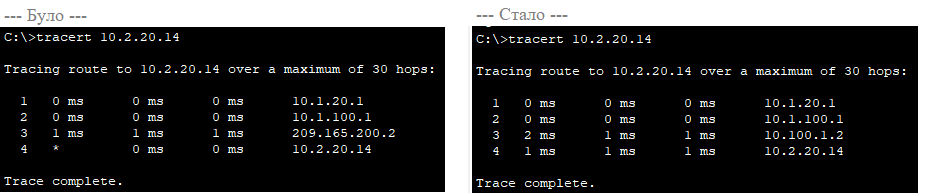 --- Було ---
C:\>tracert 10.2.20.14
Tracing route to 10.2.20.14 over a maximum of 30 hops:
1 0 ms 0 ms 0 ms 10.1.20.1
2 0 ms 0 ms 0 ms 10.1.100.1
3 1 ms 1 ms 1 ms 209.165.200.2
4 * 0 ms 0 ms 10.2.20.14
Trace complete.
--- Стало ---
C:\>tracert 10.2.20.14
Tracing route to 10.2.20.14 over a maximum of 30 hops:
1 0 ms 0 ms 0 ms 10.1.20.1
2 0 ms 0 ms 0 ms 10.1.100.1
3 2 ms 1 ms 1 ms 10.100.1.2
4 1 ms 1 ms 1 ms 10.2.20.14
Trace complete.